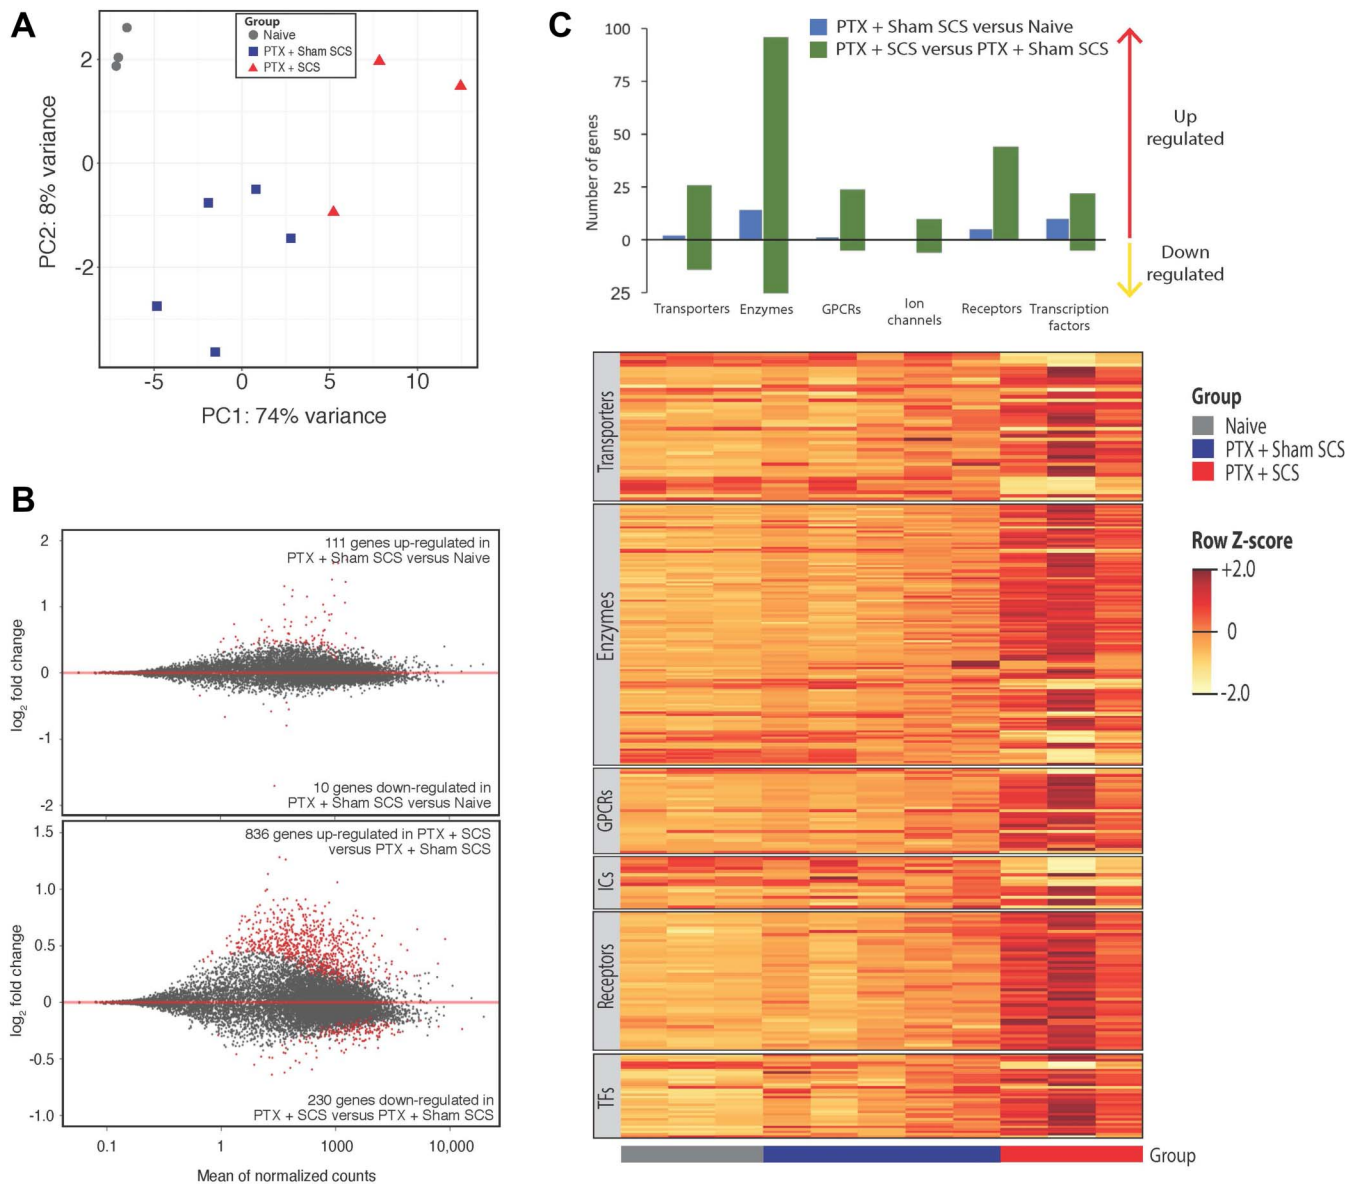 A
Group
Naive
PTX + Sham SCS
PTX + SCS
2
0
-2
PC2: 8% variance
-5
0
5
10
PC1: 74% variance
B
2
1
0
-1
-2
log2 fold change
111 genes up-regulated in
PTX + Sham SCS versus Naive
10 genes down-regulated in
PTX + Sham SCS versus Naive
1.5
1.0
0.5
0
-0.5
-1.0
log2 fold change
836 genes up-regulated in PTX + SCS
versus PTX + Sham SCS
230 genes down-regulated in
PTX + SCS versus PTX + Sham SCS
0.1
1
1000
10,000
Mean of normalized counts
C
PTX + Sham SCS versus Naive
PTX + SCS versus PTX + Sham SCS
100
75
50
25
0
25
Number of genes
Up
regulated
Down
regulated
Transporters
Enzymes
GPCRs
Ion
channels
Receptors
Transcription
factors
Transporters
Enzymes
GPCRs
ICs
Receptors
TFs
Group
Group
Naive
PTX + Sham SCS
PTX + SCS
Row Z-score
+2.0
0
-2.0